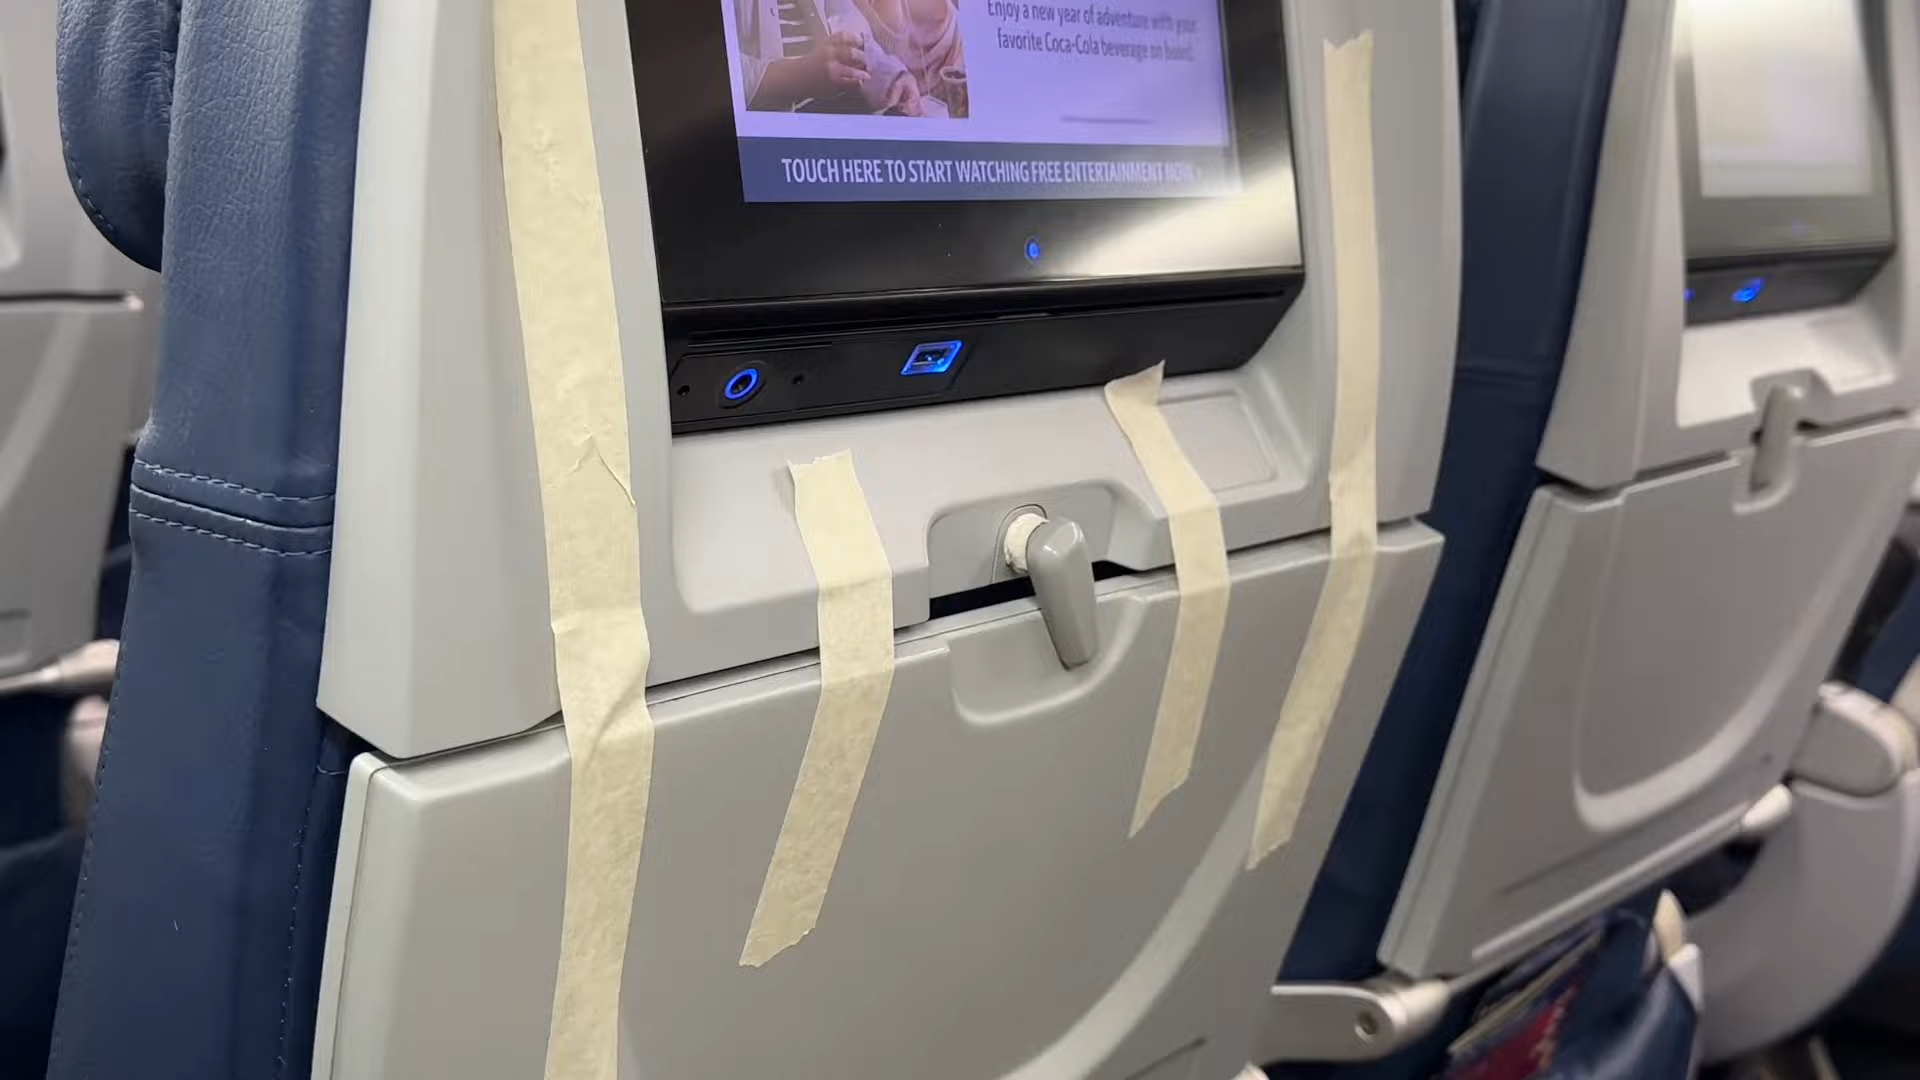 Enjoy a new year of adventure with your
favorite Coca-Cola beverage on board.
TOUCH HERE TO START WATCHING FREE ENTERTAINMENT NOW